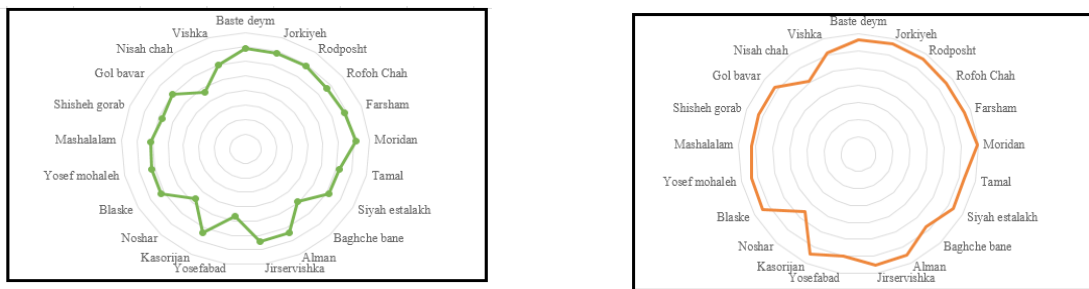 Baste deym
Jorkiyeh
Rodposht
Rofoh Chah
Farsham
Moridan
Tamal
Siyah estalakh
Baghche bane
Alman
Jirservishka
Yosefabad
Kasorijan
Noshar
Blaske
Yosef mohaleh
Mashalalam
Shisheh gorab
Gol bavar
Nisah chah
Vishka
Baste deym
Jorkiyeh
Rodposht
Rofoh Chah
Farsham
Moridan
Tamal
Siyah estalakh
Baghche bane
Alman
Jirservishka
Yosefabad
Kasorijan
Noshar
Blaske
Yosef mohaleh
Mashalalam
Shisheh gorab
Gol bavar
Nisah chah
Vishka